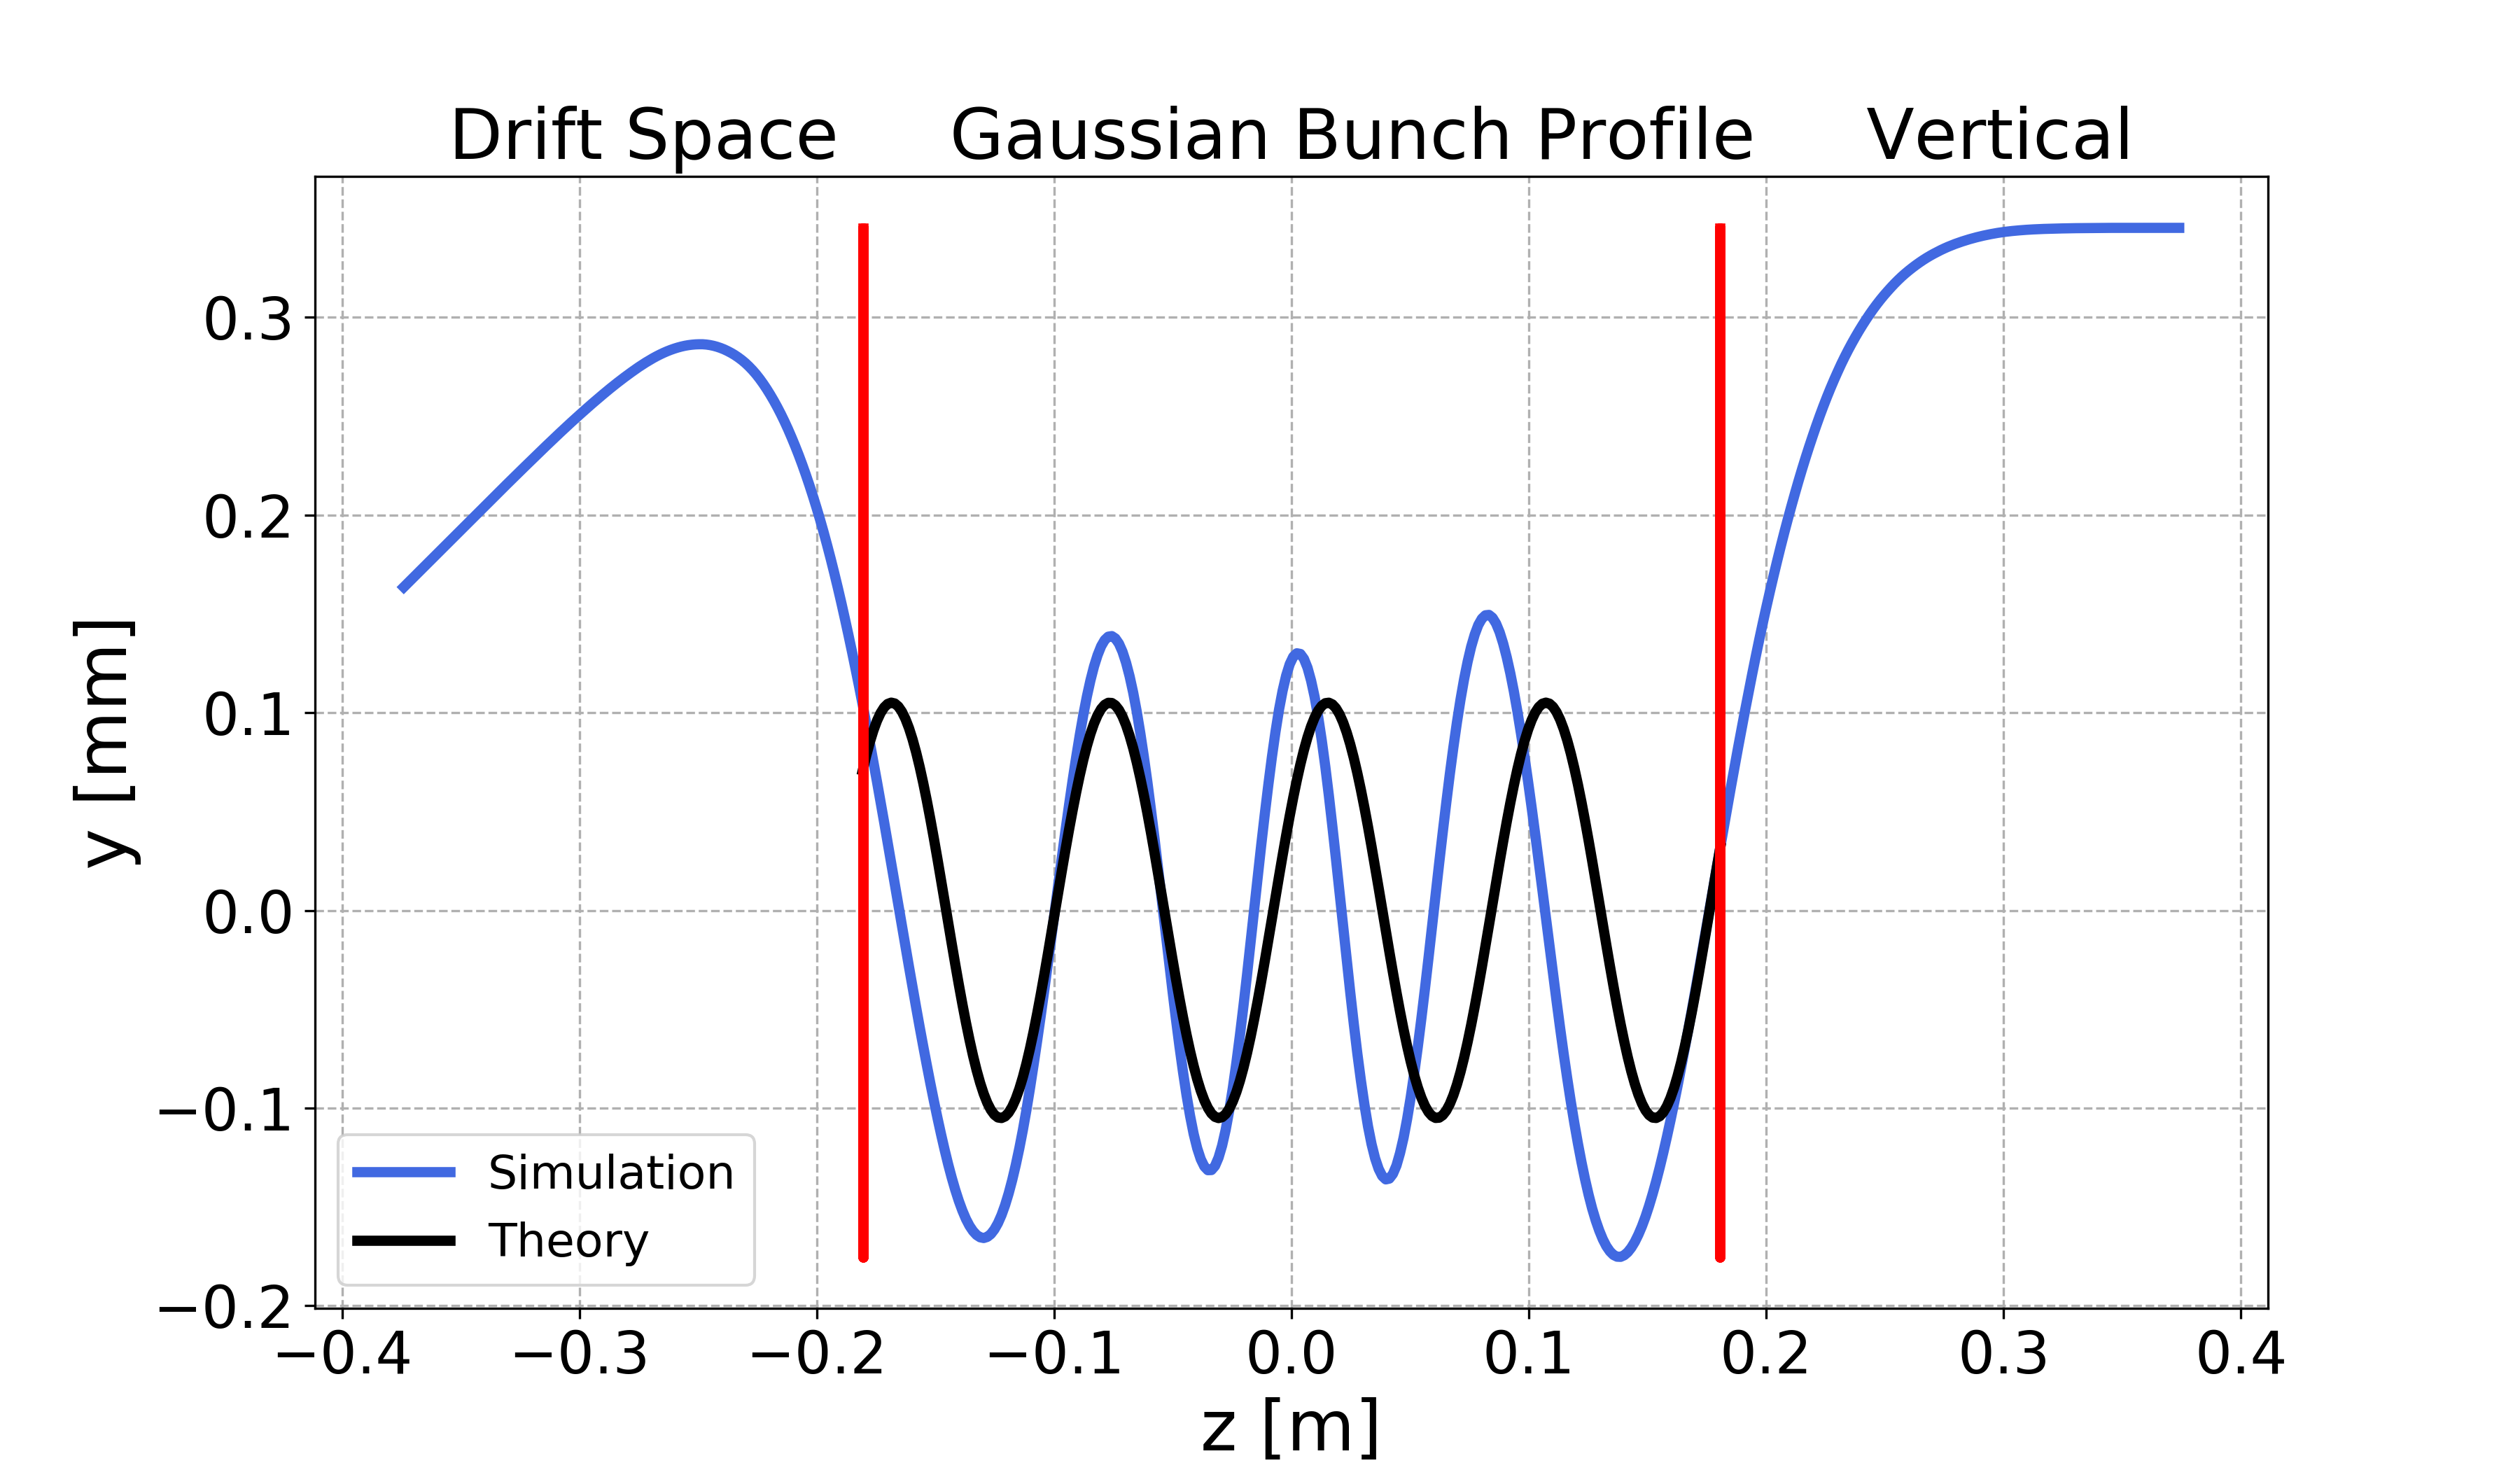 Drift Space    Gaussian Bunch Profile    Vertical
y [mm]
0.3
0.2
0.1
0.0
−0.1
−0.2
Simulation
Theory
−0.4 −0.3 −0.2 −0.1 0.0 0.1 0.2 0.3 0.4
z [m]